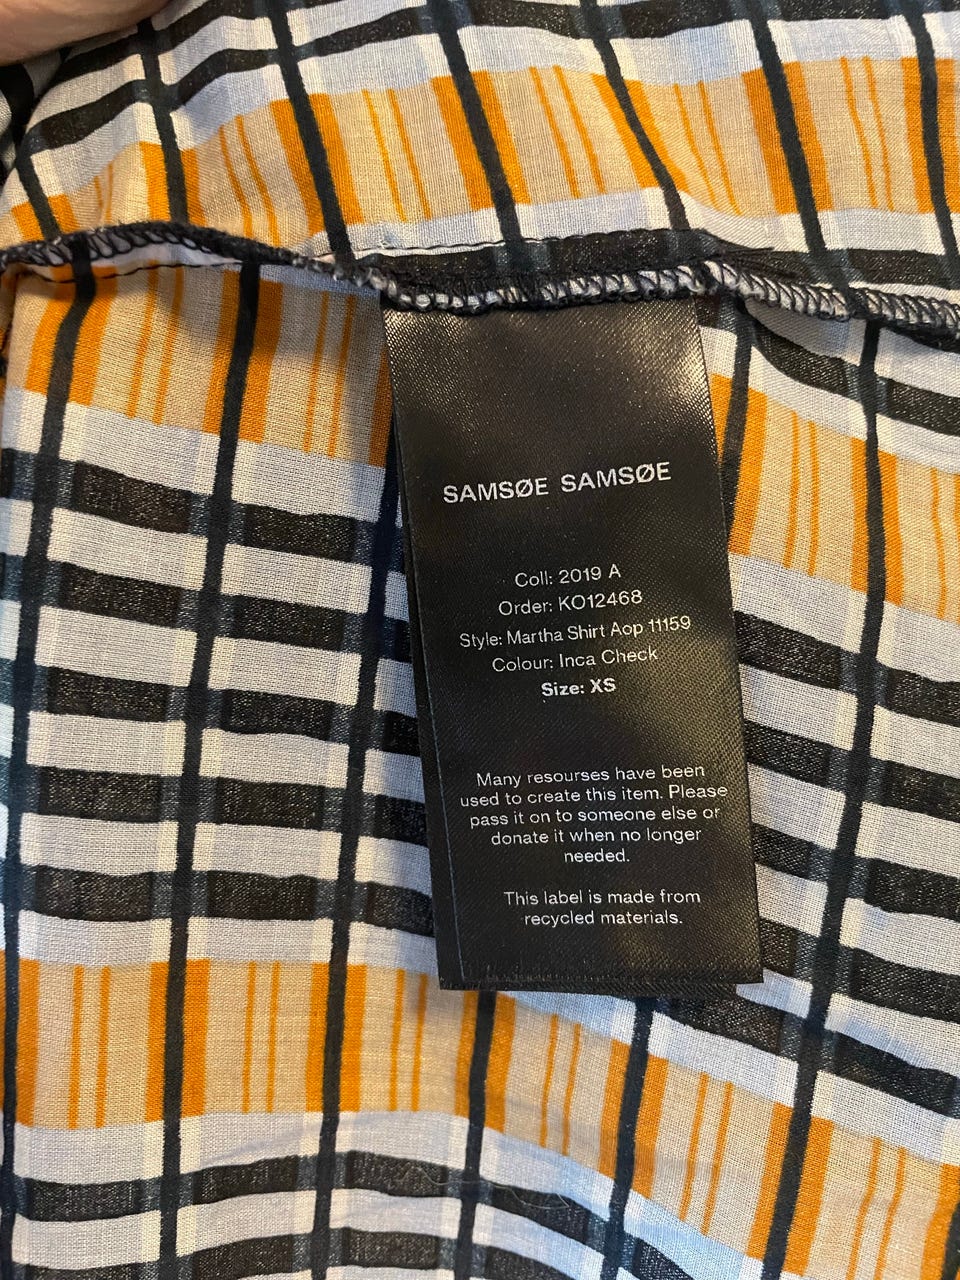 SAMSØE SAMSØE
Coll: 2019 A
Order: KO12468
Style: Martha Shirt Aop 11159
Colour: Inca Check
Size: XS
Many resourses have been
used to create this item. Please
pass it on to someone else or
donate it when no longer
needed.
This label is made from
recycled materials.